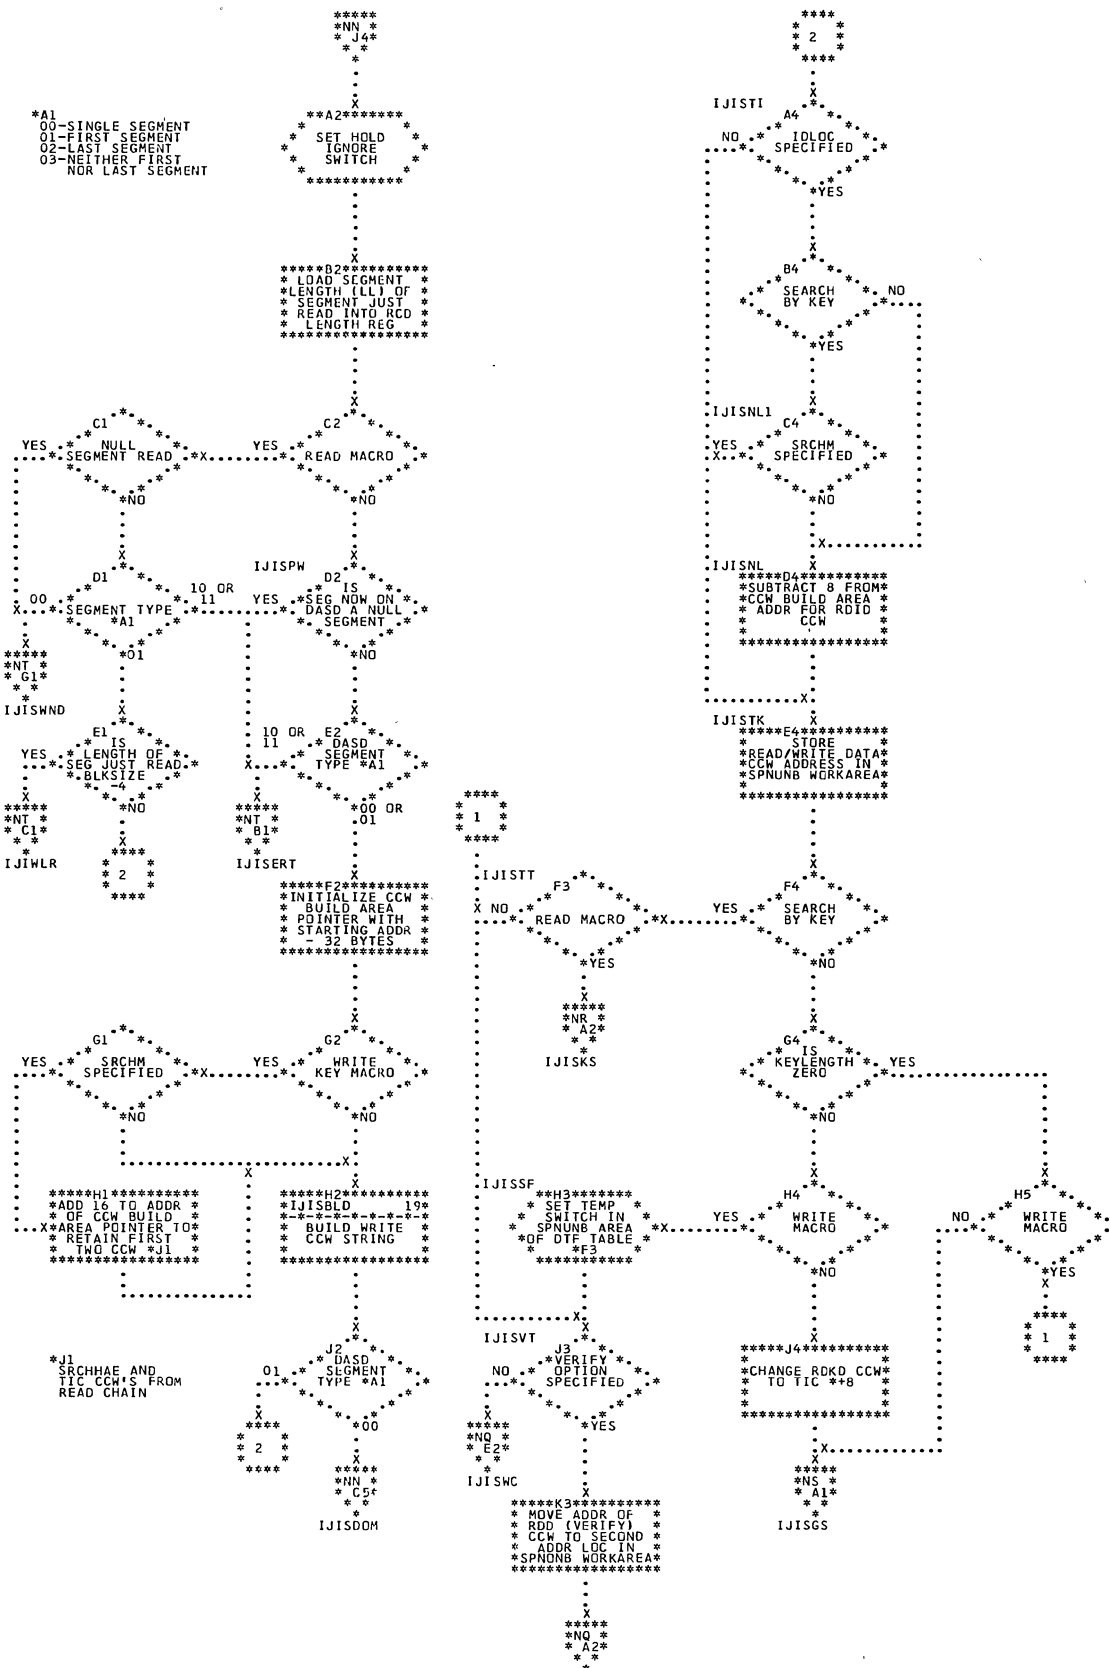 NN
J4
2
*A1
00-SINGLE SEGMENT
01-FIRST SEGMENT
02-LAST SEGMENT
03-NEITHER FIRST
NOR LAST SEGMENT
A2
SET HOLD
IGNORE
SWITCH
IJISTI
A4
NO
IDLOC
SPECIFIED
YES
B2
LOAD SEGMENT
LENGTH (LL) OF
SEGMENT JUST
READ INTO RCD
LENGTH REG
B4
SEARCH
BY KEY
NO
YES
C1
YES
NULL
SEGMENT READ
NO
C2
YES
READ MACRO
NO
IJISNL1
C4
YES
SRCHM
SPECIFIED
NO
D1
00
SEGMENT TYPE
*A1
10 OR
11
01
NT
G1
IJISWND
IJISPW
D2
YES
IS
SEG NOW ON
DASD A NULL
SEGMENT
NO
IJISNL
D4
SUBTRACT 8 FROM
CCW BUILD AREA
ADDR FOR RDID
CCW
E1
YES
IS
LENGTH OF
SEG JUST READ
BLKSIZE
-4
NO
NT
C1
IJIWLR
2
10 OR
11
E2
DASD
SEGMENT
TYPE *A1
00 OR
01
NT
B1
IJISERT
IJISTK
E4
STORE
READ/WRITE DATA
CCW ADDRESS IN
SPNUNB WORKAREA
1
F2
INITIALIZE CCW
BUILD AREA
POINTER WITH
STARTING ADDR
- 32 BYTES
IJISTT
F3
NO
READ MACRO
YES
NR
A2
IJISKS
F4
YES
SEARCH
BY KEY
NO
G1
YES
SRCHM
SPECIFIED
NO
G2
YES
WRITE
KEY MACRO
NO
G4
IS
KEYLENGTH
ZERO
YES
NO
H1
ADD 16 TO ADDR
OF CCW BUILD
AREA POINTER TO
RETAIN FIRST
TWO CCW *J1
H2
IJISBLD 19
BUILD WRITE
CCW STRING
IJISSF
H3
SET TEMP
SWITCH IN
SPNUNB AREA
OF DTF TABLE
*F3
H4
YES
WRITE
MACRO
NO
H5
NO
WRITE
MACRO
YES
1
*J1
SRCHHAE AND
TIC CCW'S FROM
READ CHAIN
J2
01
DASD
SEGMENT
TYPE *A1
00
2
NN
C5
IJISDOM
IJISVT
J3
NO
VERIFY
OPTION
SPECIFIED
YES
NQ
E2
IJISWC
J4
CHANGE RDKD CCW
TO TIC *+8
NS
A1
IJISGS
K3
MOVE ADDR OF
RDD (VERIFY)
CCW TO SECOND
ADDR LOC IN
SPNONB WORKAREA
NQ
A2